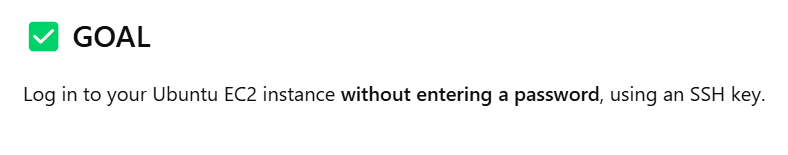 GOAL
Log in to your Ubuntu EC2 instance without entering a password, using an SSH key.